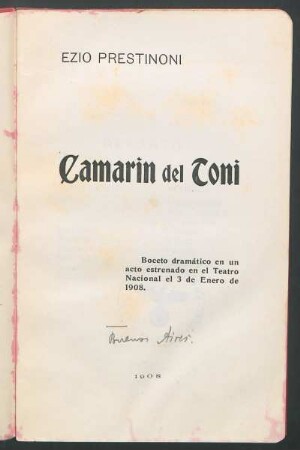 EZIO PRESTINONI
Camarin del Toni
Boceto dramático en un
acto estrenado en el Teatro
Nacional el 3 de Enero de
1908.
Buenos Aires.
1908